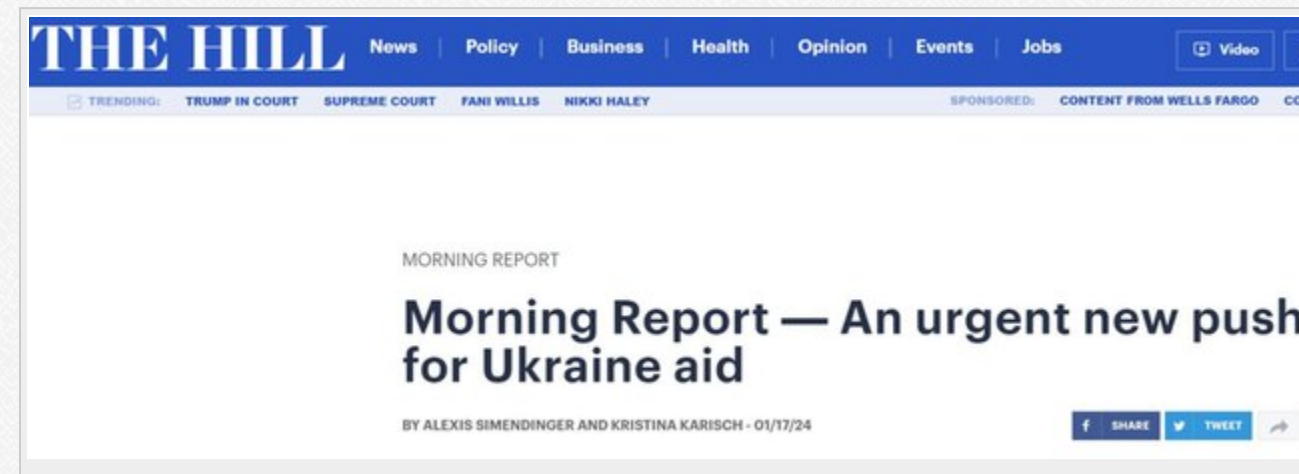 THE HILL News Policy Business Health Opinion Events Jobs Video
TRENDING: TRUMP IN COURT SUPREME COURT FANI WILLIS NIKKI HALEY SPONSORED: CONTENT FROM WELLS FARGO CO
MORNING REPORT
Morning Report — An urgent new push
for Ukraine aid
BY ALEXIS SIMENDINGER AND KRISTINA KARISCH - 01/17/24 SHARE TWEET